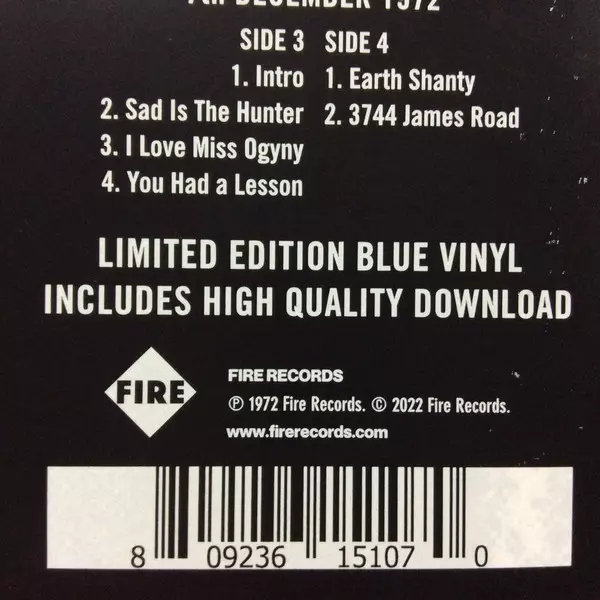 DECEMBER 1972
SIDE 3 SIDE 4
1. Intro 1. Earth Shanty
2. Sad Is The Hunter 2. 3744 James Road
3. I Love Miss Ogyny
4. You Had a Lesson
LIMITED EDITION BLUE VINYL
INCLUDES HIGH QUALITY DOWNLOAD
FIRE
FIRE RECORDS
℗ 1972 Fire Records. © 2022 Fire Records.
www.firerecords.com
8 09236 15107 0